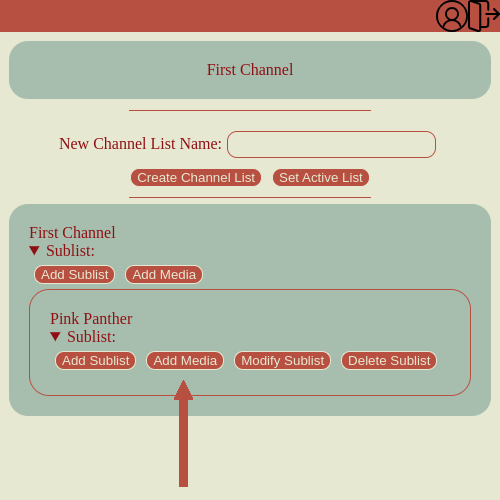 First Channel
New Channel List Name:
Create Channel List Set Active List
First Channel
Sublist:
Add Sublist Add Media
Pink Panther
Sublist:
Add Sublist Add Media Modify Sublist Delete Sublist